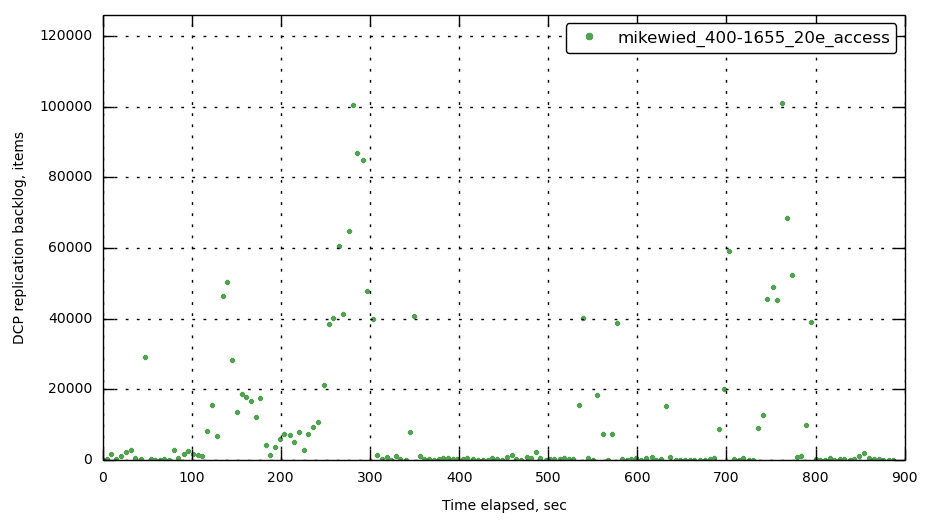 120000
100000
80000
60000
40000
20000
0
DCP replication backlog, items
mikewied_400-1655_20e_access
0 100 200 300 400 500 600 700 800 900
Time elapsed, sec